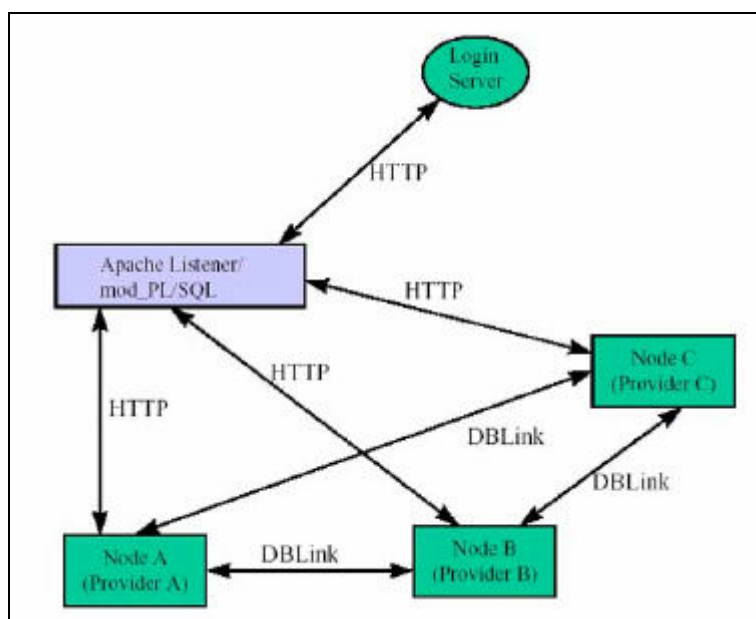 Login
Server
HTTP
Apache Listener/
mod_PL/SQL
HTTP
Node C
(Provider C)
HTTP
HTTP
DBLink
DBLink
Node A
(Provider A)
DBLink
Node B
(Provider B)